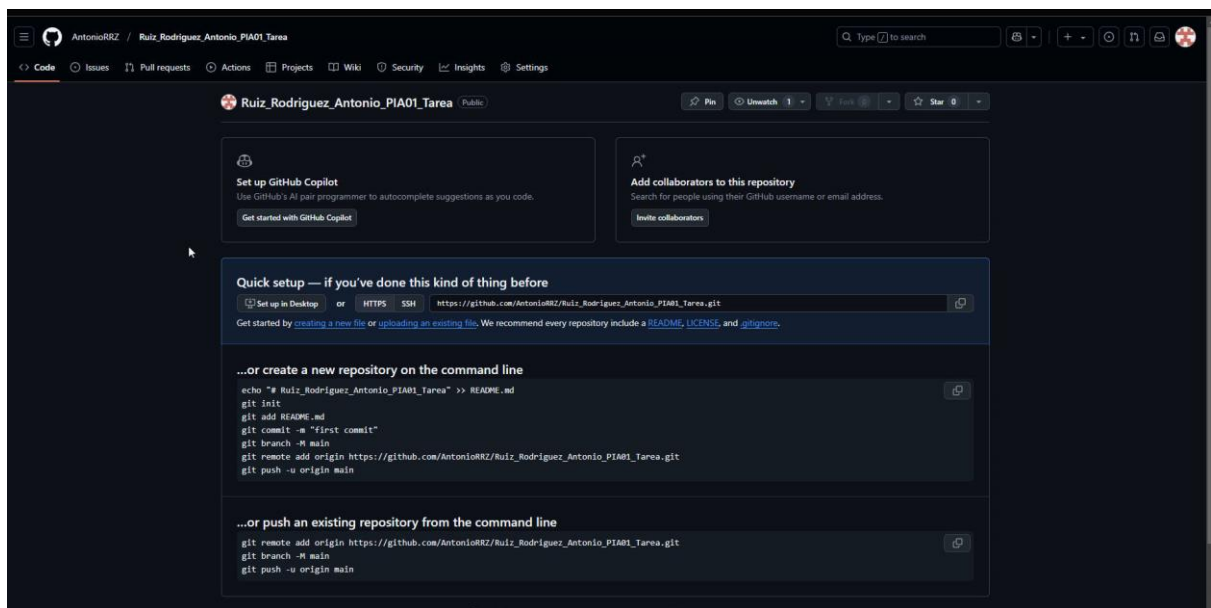 AntonioRRZ / Ruiz_Rodriguez_Antonio_PIA01_Tarea
Type / to search
Code Issues Pull requests Actions Projects Wiki Security Insights Settings
Ruiz_Rodriguez_Antonio_PIA01_Tarea Public
Pin Unwatch 1 Fork 0 Star 0
Set up GitHub Copilot
Use GitHub's AI pair programmer to autocomplete suggestions as you code.
Get started with GitHub Copilot
Add collaborators to this repository
Search for people using their GitHub username or email address.
Invite collaborators
Quick setup — if you've done this kind of thing before
Set up in Desktop or HTTPS SSH https://github.com/AntonioRRZ/Ruiz_Rodriguez_Antonio_PIA01_Tarea.git
Get started by creating a new file or uploading an existing file. We recommend every repository include a README, LICENSE, and .gitignore.
...or create a new repository on the command line
echo "# Ruiz_Rodriguez_Antonio_PIA01_Tarea" >> README.md
git init
git add README.md
git commit -m "first commit"
git branch -M main
git remote add origin https://github.com/AntonioRRZ/Ruiz_Rodriguez_Antonio_PIA01_Tarea.git
git push -u origin main
...or push an existing repository from the command line
git remote add origin https://github.com/AntonioRRZ/Ruiz_Rodriguez_Antonio_PIA01_Tarea.git
git branch -M main
git push -u origin main